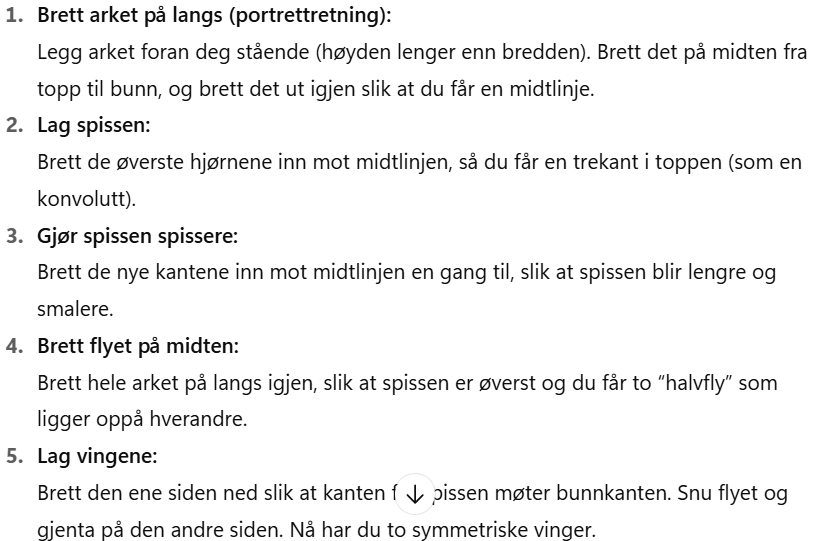 1. Brett arket på langs (portrettretning):
Legg arket foran deg stående (høyden lenger enn bredden). Brett det på midten fra
topp til bunn, og brett det ut igjen slik at du får en midtlinje.
2. Lag spissen:
Brett de øverste hjørnene inn mot midtlinjen, så du får en trekant i toppen (som en
konvolutt).
3. Gjør spissen spissere:
Brett de nye kantene inn mot midtlinjen en gang til, slik at spissen blir lengre og
smalere.
4. Brett flyet på midten:
Brett hele arket på langs igjen, slik at spissen er øverst og du får to “halvfly” som
ligger oppå hverandre.
5. Lag vingene:
Brett den ene siden ned slik at kanten møter bunnkanten. Snu flyet og
gjenta på den andre siden. Nå har du to symmetriske vinger.